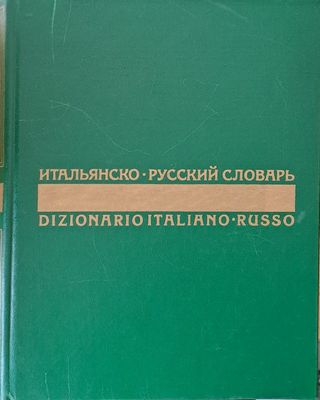 ИТАЛЬЯНСКО·РУССКИЙ СЛОВАРЬ
DIZIONARIO ITALIANO·RUSSO